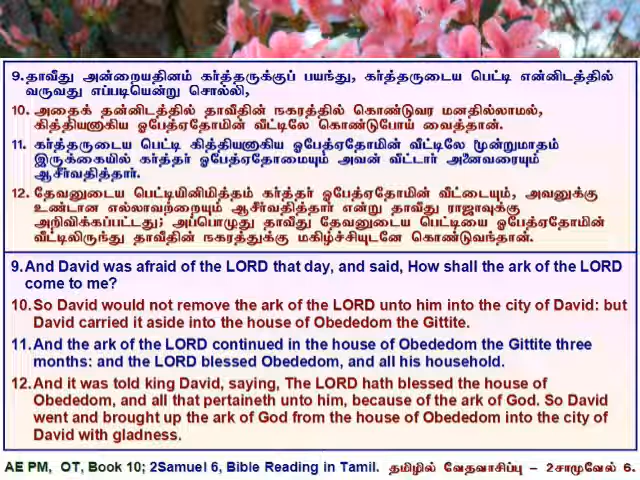 9.தாவீது அன்றையதினம் கர்த்தருக்குப் பயந்து, கர்த்தருடைய பெட்டி என்னிடத்தில்
வருவது எப்படியென்று சொல்லி,
10. அதைக் தன்னிடத்தில் தாவீதின் நகரத்தில் கொண்டுவர மனதில்லாமல்,
கித்தியனாகிய ஓபேத்ஏதோமின் வீட்டிலே கொண்டுபோய் வைத்தான்.
11. கர்த்தருடைய பெட்டி கித்தியனாகிய ஓபேத்ஏதோமின் வீட்டிலே மூன்றுமாதம்
இருக்கையில் கர்த்தர் ஓபேத்ஏதோமையும் அவன் வீட்டார் அனைவரையும்
ஆசீர்வதித்தார்.
12. தேவனுடைய பெட்டியினிமித்தம் கர்த்தர் ஓபேத்ஏதோமின் வீட்டையும், அவனுக்கு
உண்டான எல்லாவற்றையும் ஆசீர்வதித்தார் என்று தாவீது ராஜாவுக்கு
அறிவிக்கப்பட்டது; அப்பொழுது தாவீது தேவனுடைய பெட்டியை ஓபேத்ஏதோமின்
வீட்டிலிருந்து தாவீதின் நகரத்துக்கு மகிழ்ச்சியுடனே கொண்டுவந்தான்.
9.And David was afraid of the LORD that day, and said, How shall the ark of the LORD
come to me?
10.So David would not remove the ark of the LORD unto him into the city of David: but
David carried it aside into the house of Obededom the Gittite.
11.And the ark of the LORD continued in the house of Obededom the Gittite three
months: and the LORD blessed Obededom, and all his household.
12.And it was told king David, saying, The LORD hath blessed the house of
Obededom, and all that pertaineth unto him, because of the ark of God. So David
went and brought up the ark of God from the house of Obededom into the city of
David with gladness.
AE PM, OT, Book 10; 2Samuel 6, Bible Reading in Tamil. தமிழில் வேதவாசிப்பு – 2சாமுவேல் 6.